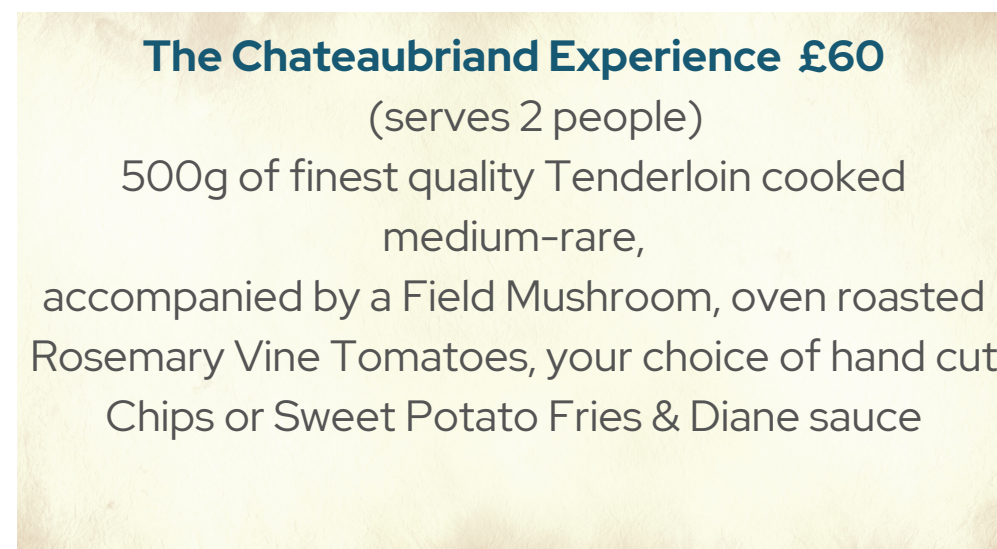 The Chateaubriand Experience  £60
(serves 2 people)
500g of finest quality Tenderloin cooked
medium-rare,
accompanied by a Field Mushroom, oven roasted
Rosemary Vine Tomatoes, your choice of hand cut
Chips or Sweet Potato Fries & Diane sauce